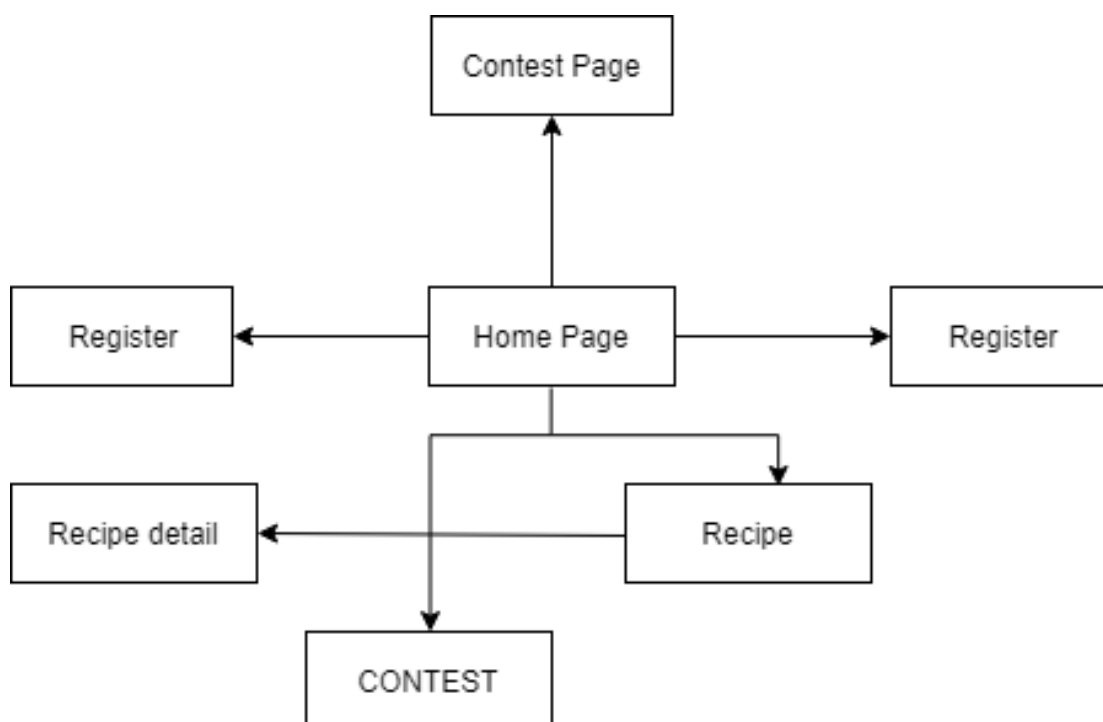 Contest Page
Register
Home Page
Register
Recipe detail
Recipe
CONTEST